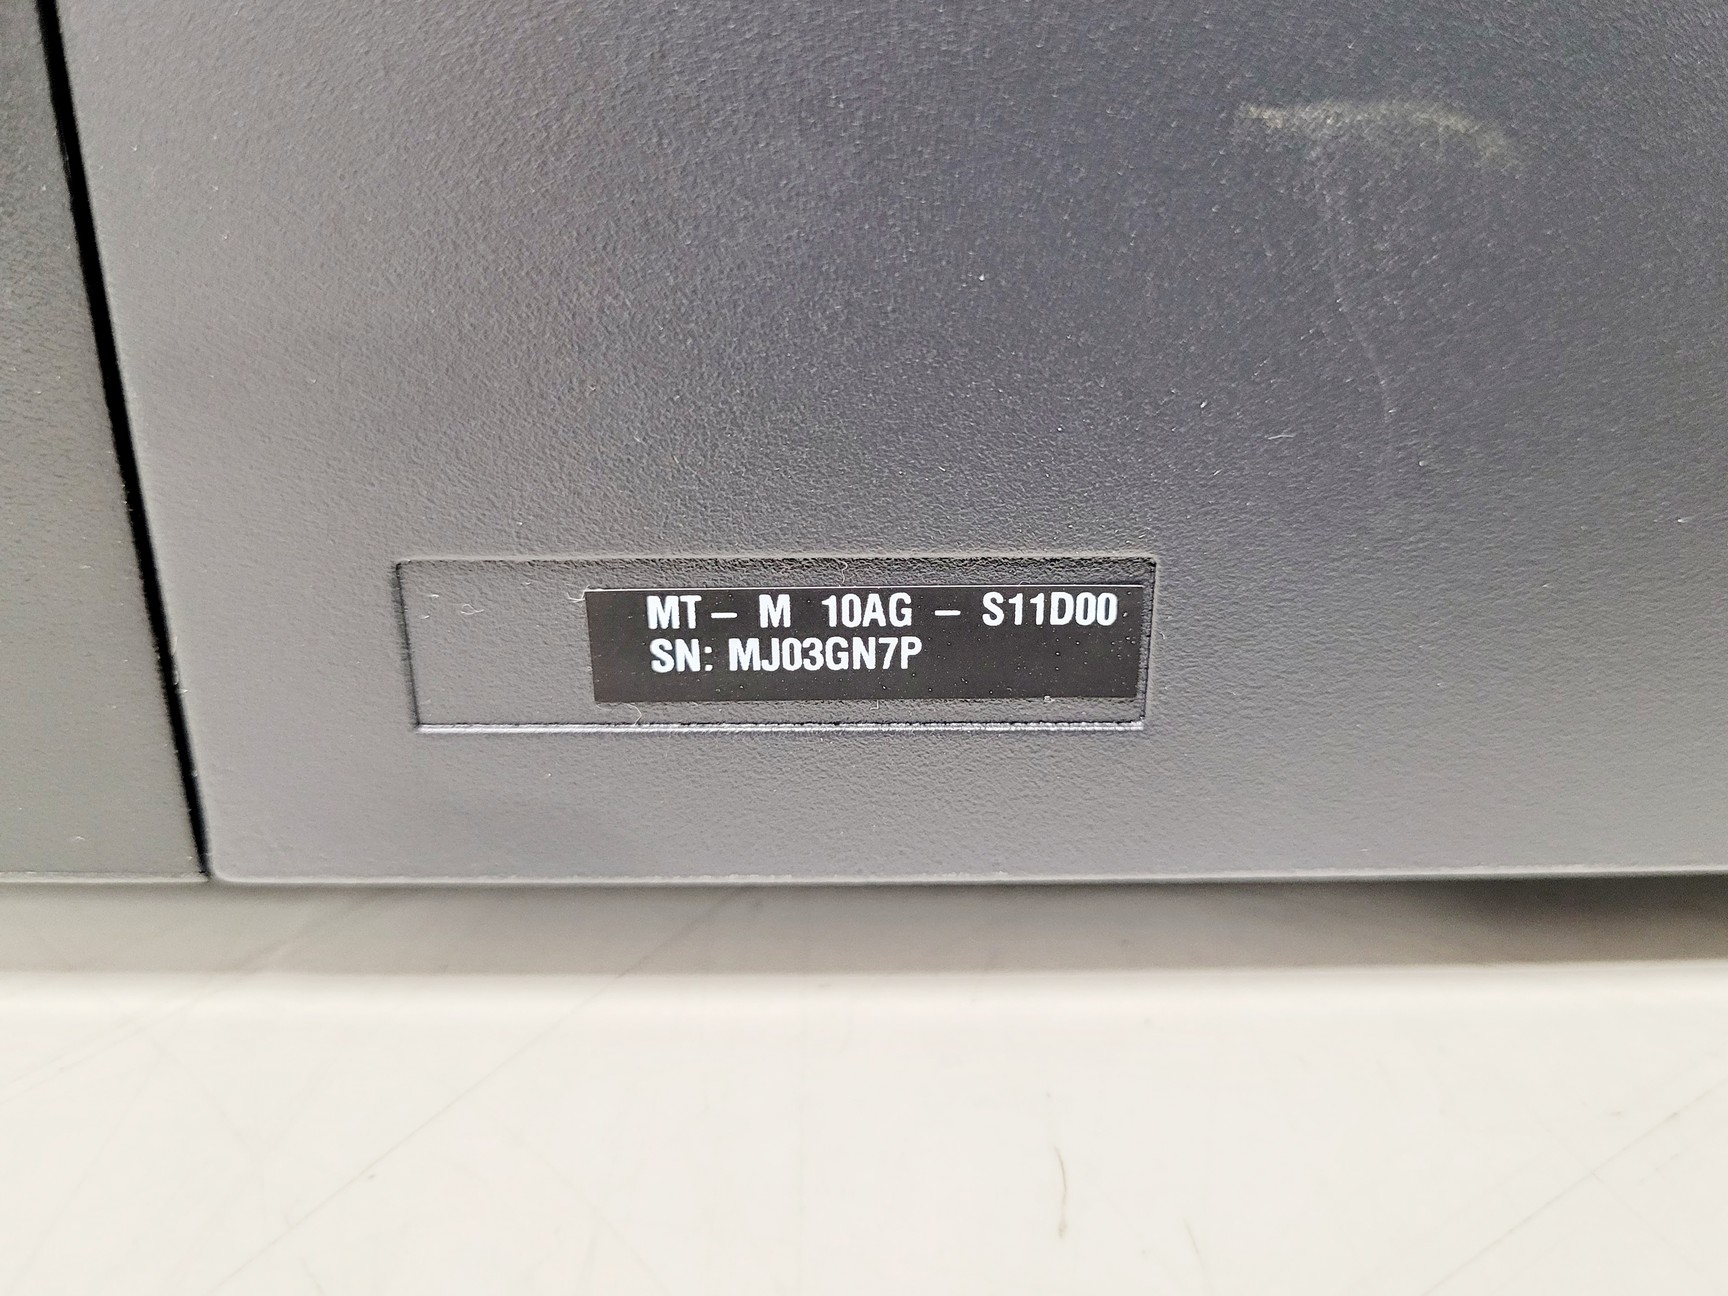 MT - M 10AG - S11D00
SN: MJ03GN7P